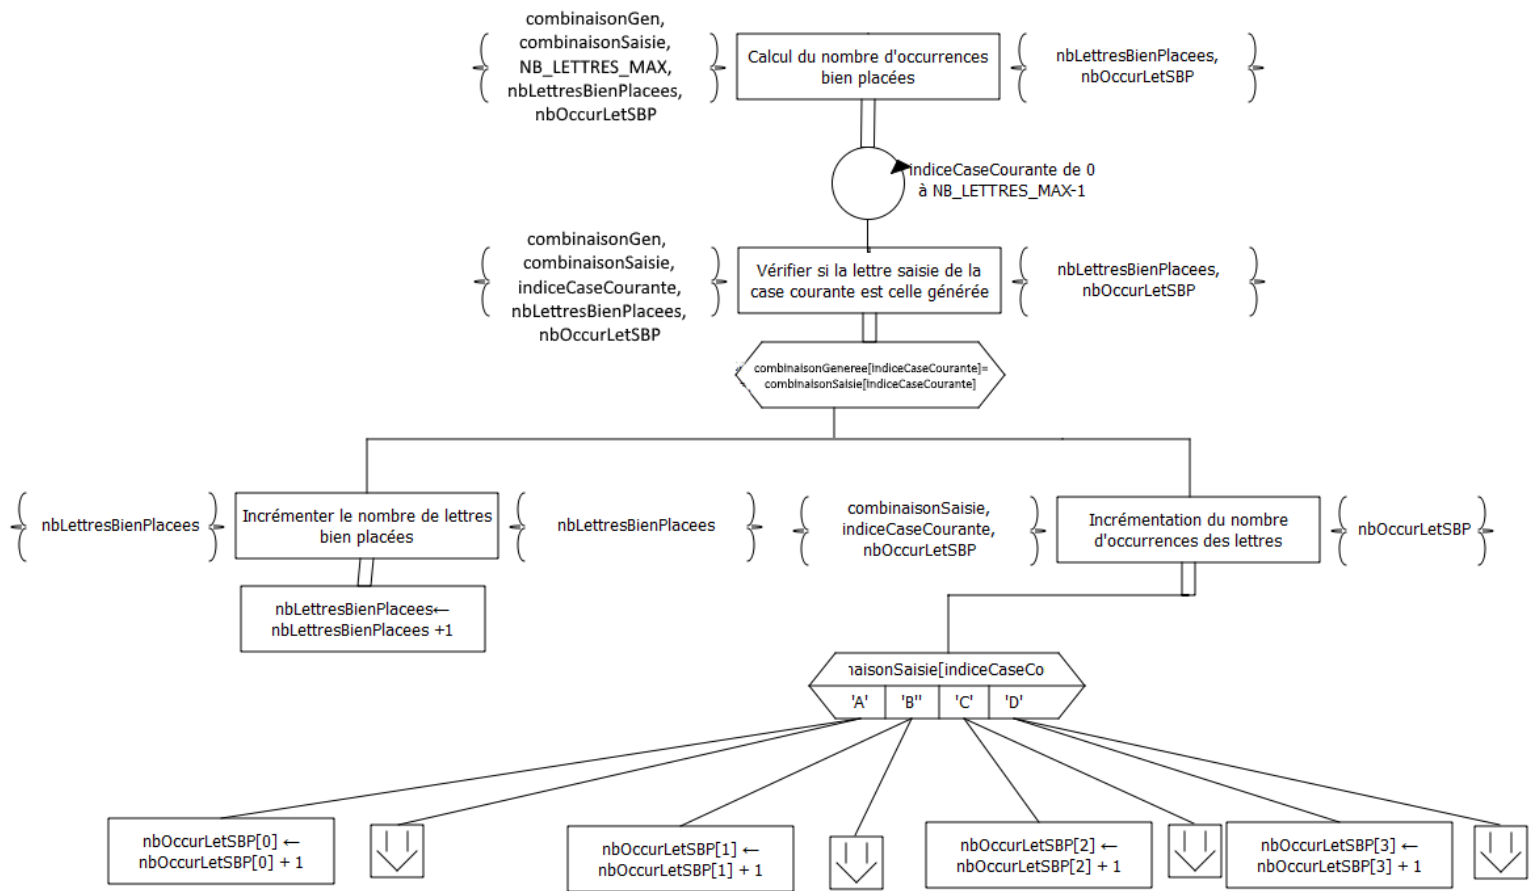 combinaisonGen,
combinaisonSaisie,
NB_LETTRES_MAX,
nbLettresBienPlacees,
nbOccurLetSBP
Calcul du nombre d'occurrences
bien placées
nbLettresBienPlacees,
nbOccurLetSBP
indiceCaseCourante de 0
à NB_LETTRES_MAX-1
combinaisonGen,
combinaisonSaisie,
indiceCaseCourante,
nbLettresBienPlacees,
nbOccurLetSBP
Vérifier si la lettre saisie de la
case courante est celle générée
nbLettresBienPlacees,
nbOccurLetSBP
combinaisonGeneree[indiceCaseCourante]=
combinaisonSaisie[indiceCaseCourante]
nbLettresBienPlacees
Incrémenter le nombre de lettres
bien placées
nbLettresBienPlacees
combinaisonSaisie,
indiceCaseCourante,
nbOccurLetSBP
Incrémentation du nombre
d'occurrences des lettres
nbOccurLetSBP
nbLettresBienPlacees←
nbLettresBienPlacees +1
naisonSaisie[indiceCaseCo
'A' 'B'' 'C' 'D'
nbOccurLetSBP[0] ←
nbOccurLetSBP[0] + 1
nbOccurLetSBP[1] ←
nbOccurLetSBP[1] + 1
nbOccurLetSBP[2] ←
nbOccurLetSBP[2] + 1
nbOccurLetSBP[3] ←
nbOccurLetSBP[3] + 1